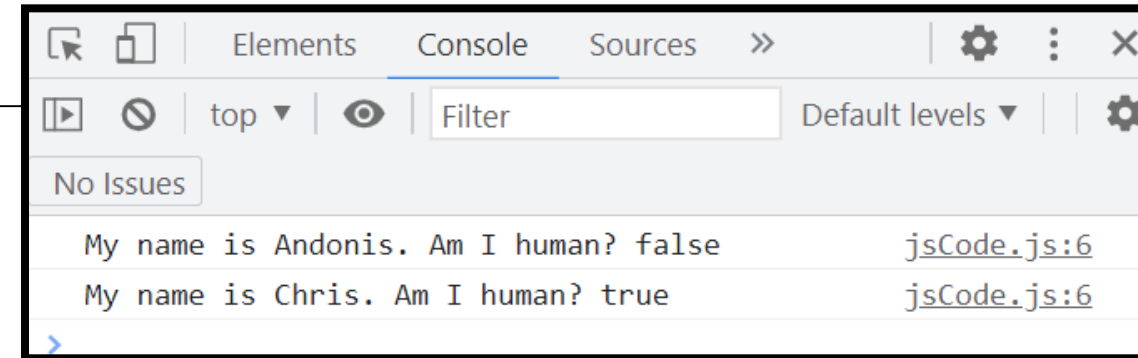 Elements Console Sources »
top ▼ Filter Default levels ▼
No Issues
My name is Andonis. Am I human? false jsCode.js:6
My name is Chris. Am I human? true jsCode.js:6
>